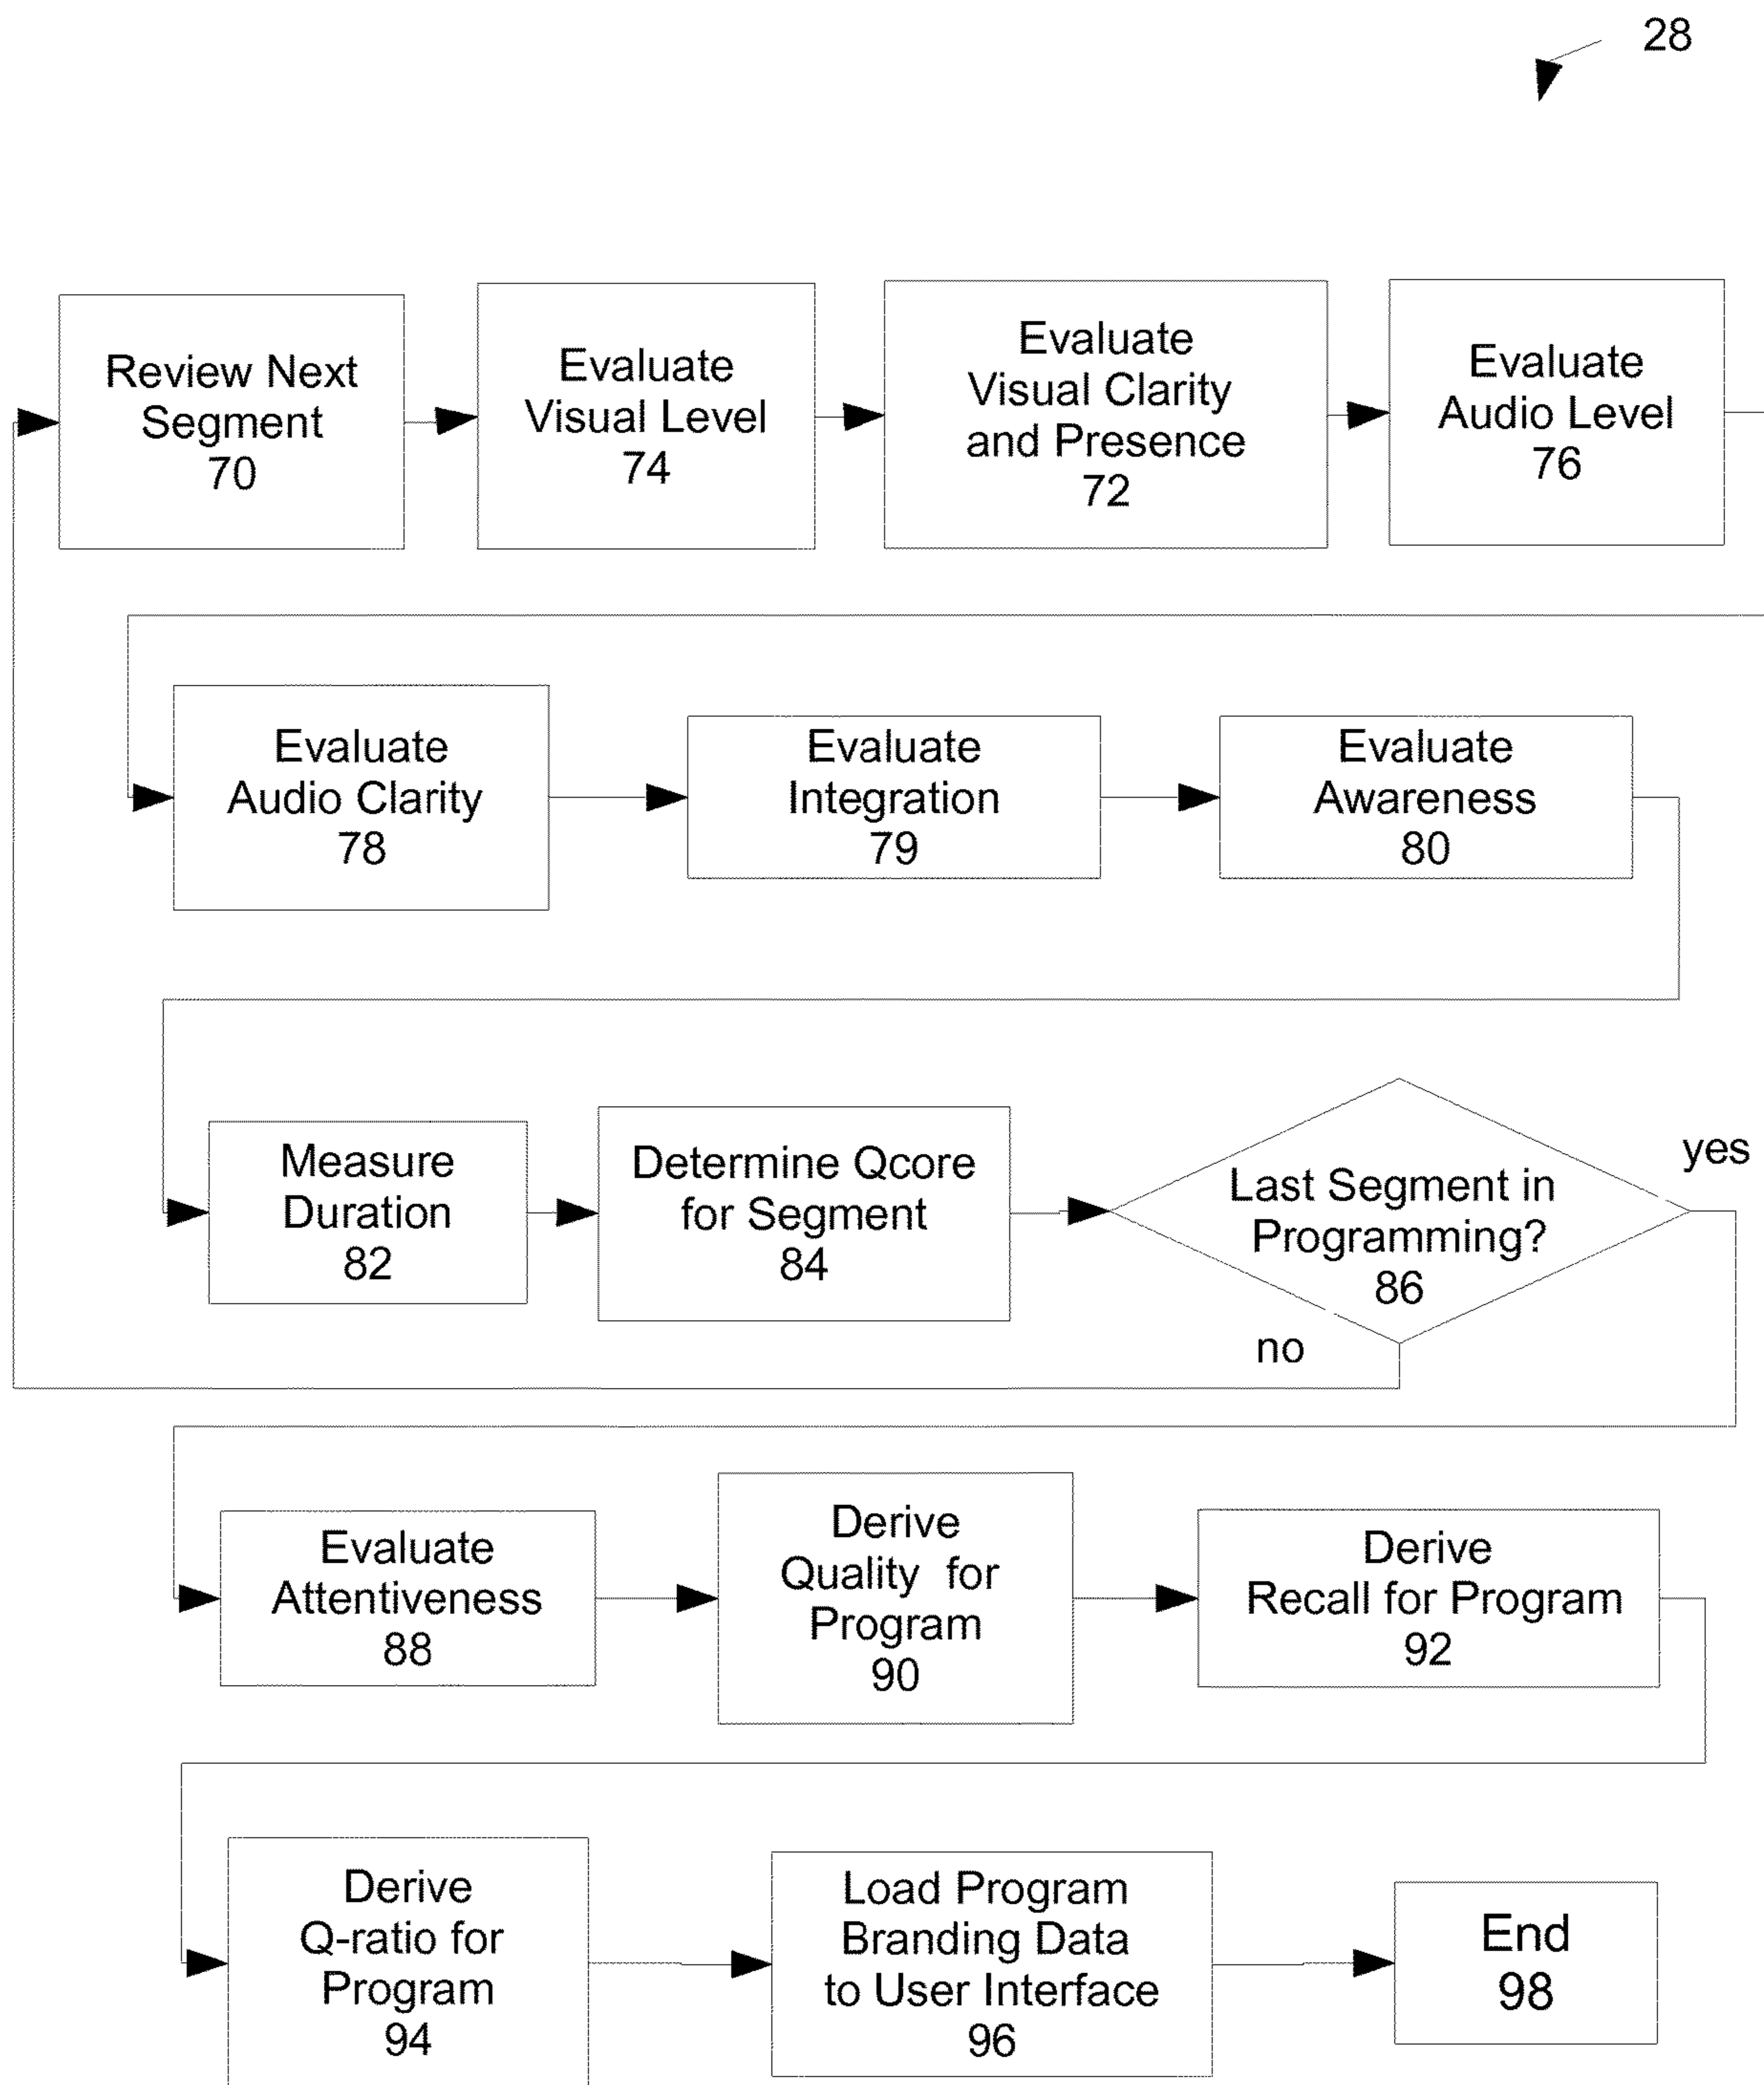 28
Review Next
Segment
70
Evaluate
Visual Level
74
Evaluate
Visual Clarity
and Presence
72
Evaluate
Audio Level
76
Evaluate
Audio Clarity
78
Evaluate
Integration
79
Evaluate
Awareness
80
Measure
Duration
82
Determine Qcore
for Segment
84
Last Segment in
Programming?
86
yes
no
Evaluate
Attentiveness
88
Derive
Quality for
Program
90
Derive
Recall for Program
92
Derive
Q-ratio for
Program
94
Load Program
Branding Data
to User Interface
96
End
98